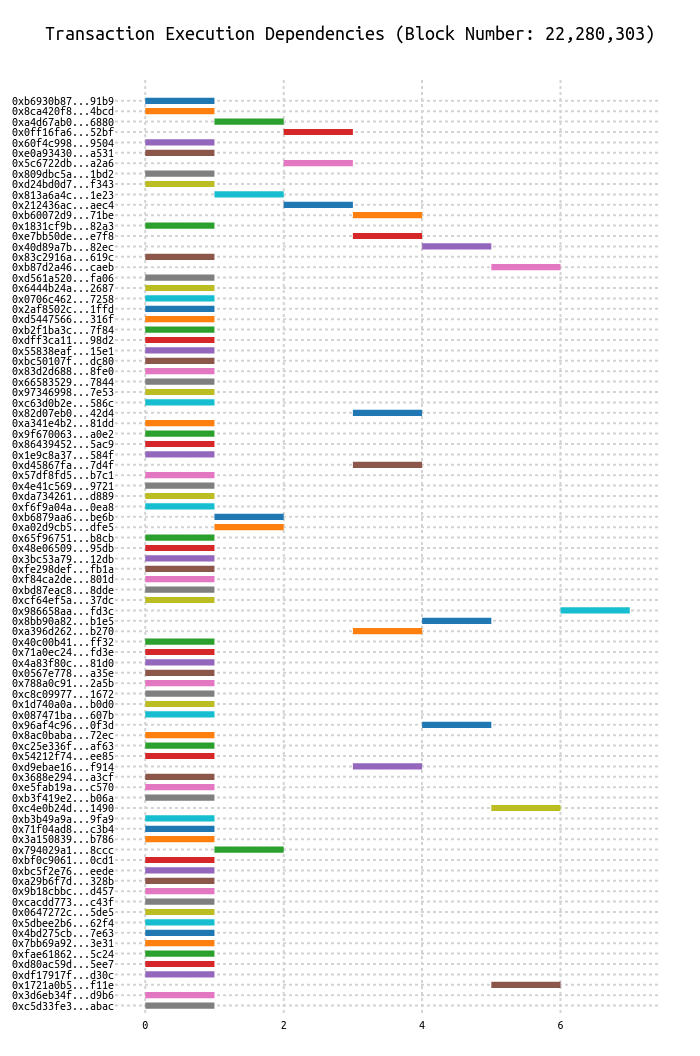 Transaction Execution Dependencies (Block Number: 22,280,303)
0xb6930b87...91b9
0x8ca420f8...4bcd
0xa4d67ab0...6880
0x0ff16fa6...52bf
0x60f4c998...9504
0xe0a93430...a531
0x5c6722db...a2a6
0x809dbc5a...1bd2
0xd24bd0d7...f343
0x813a6a4c...1e23
0x212436ac...aec4
0xb60072d9...71be
0x1831cf9b...82a3
0xe7bb50de...e7f8
0x40d89a7b...82ec
0x83c2916a...619c
0xb87d2a46...caeb
0xd561a520...fa06
0x6444b24a...2687
0x0706c462...7258
0x2af8502c...1ffd
0xd5447566...316f
0xb2f1ba3c...7f84
0xdff3ca11...98d2
0x55838eaf...15e1
0xbc50107f...dc80
0x83d2d688...8fe0
0x66583529...7844
0x97346998...7e53
0xc63d0b2e...586c
0x82d07eb0...42d4
0xa341e4b2...81dd
0x9f670063...a0e2
0x86439452...5ac9
0x1e9c8a37...584f
0xd45867fa...7d4f
0x57df8fd5...b7c1
0x4e41c569...9721
0xda734261...d889
0xf6f9a04a...0ea8
0xb6879aa6...be6b
0xa02d9cb5...dfe5
0x65f96751...b8cb
0x48e06509...95db
0x3bc53a79...12db
0xfe298def...fb1a
0xf84ca2de...801d
0xbd87eac8...8dde
0xcf64ef5a...37dc
0x986658aa...fd3c
0x8bb90a82...b1e5
0xa396d262...b270
0x40c00b41...ff32
0x71a0ec24...fd3e
0x4a83f80c...81d0
0x0567e778...a35e
0x788a0c91...2a5b
0xc8c09977...1672
0x1d740a0a...b0d0
0x087471ba...607b
0x96af4c96...0f3d
0x8ac0baba...72ec
0xc25e336f...af63
0x54212f74...ee85
0xd9ebae16...f914
0x3688e294...a3cf
0xe5fab19a...c570
0xb3f419e2...b06a
0xc4e0b24d...1490
0xb3b49a9a...9fa9
0x71f04ad8...c3b4
0x3a150839...b786
0x794029a1...8ccc
0xbf0c9061...0cd1
0xbc5f2e76...eede
0xa29b6f7d...328b
0x9b18cbbc...d457
0xcacdd773...c43f
0x0647272c...5de5
0x5dbee2b6...62f4
0x4bd275cb...7e63
0x7bb69a92...3e31
0xfae61862...5c24
0xd80ac59d...5ee7
0xdf17917f...d30c
0x1721a0b5...f11e
0x3d6eb34f...d9b6
0xc5d33fe3...abac
0 2 4 6